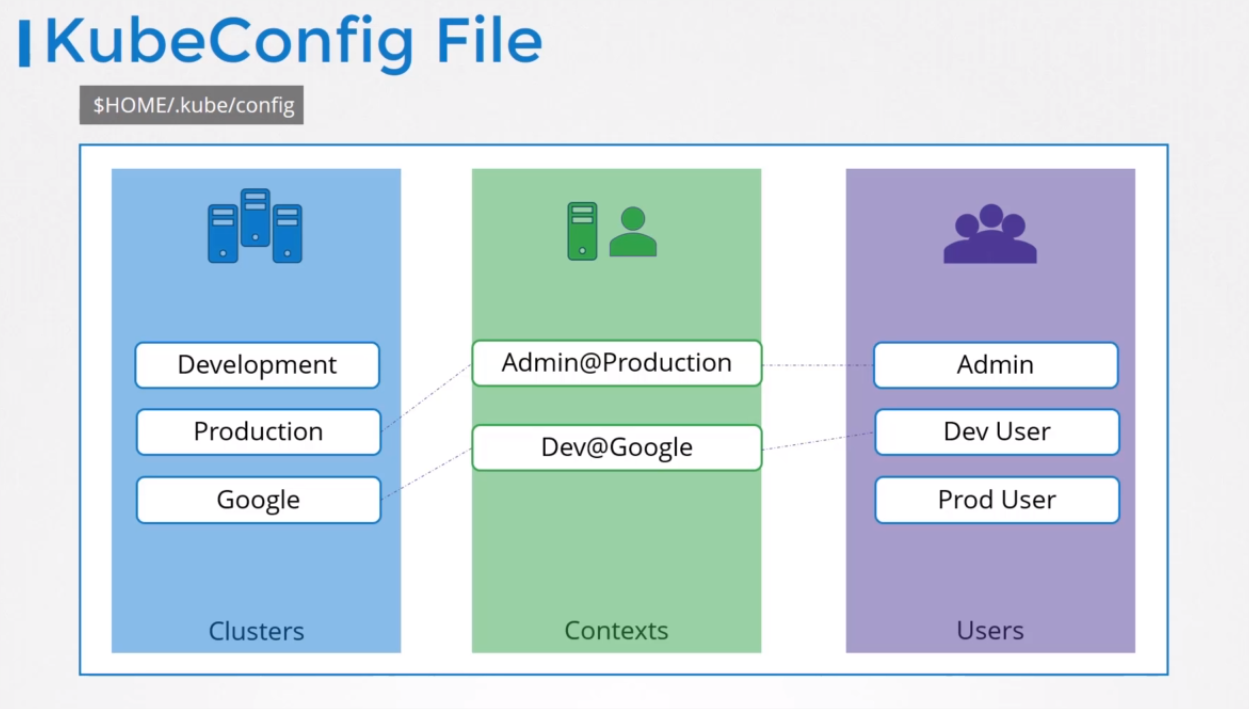 KubeConfig File
$HOME/.kube/config
Development
Production
Google
Clusters
Admin@Production
Dev@Google
Contexts
Admin
Dev User
Prod User
Users